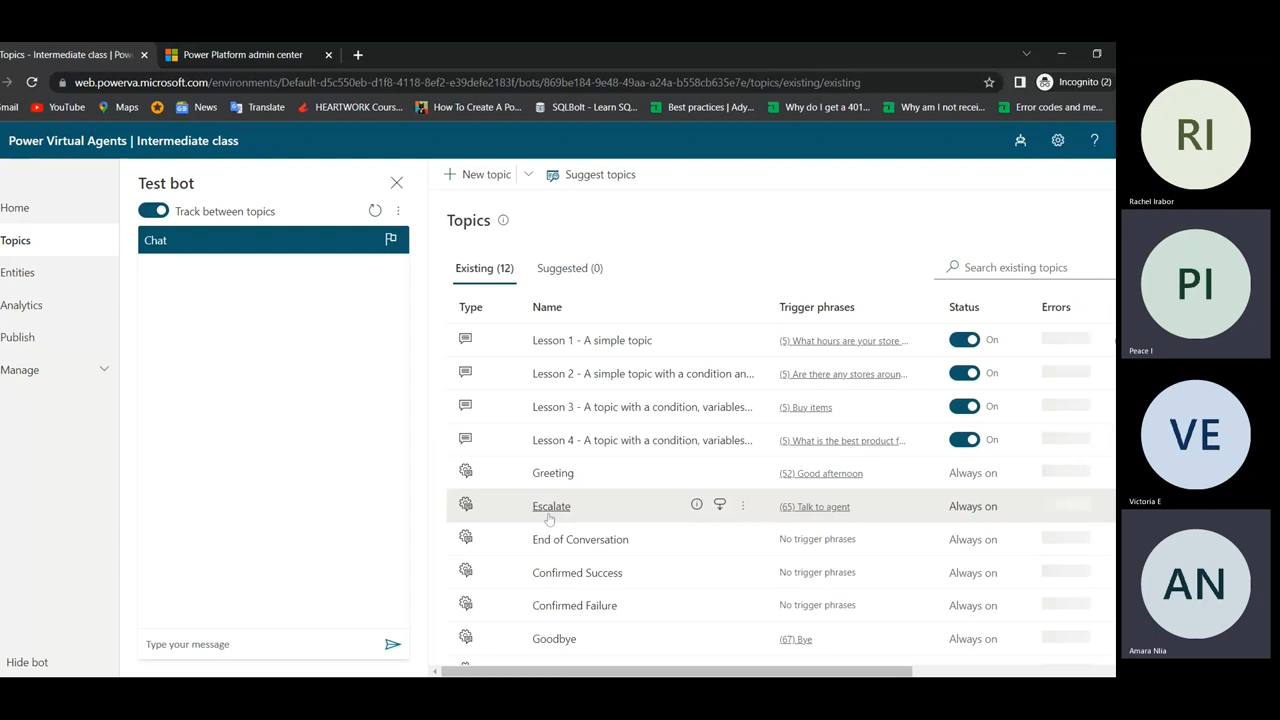 Topics - Intermediate class | Pow
Power Platform admin center
web.powerva.microsoft.com/environments/Default-d5c550eb-d1f8-4118-8ef2-e39defe2183f/bots/869be184-9e48-49aa-a24a-b558cb635e7e/topics/existing/existing
Incognito (2)
mail
YouTube
Maps
News
Translate
HEARTWORK Cours...
How To Create A Po...
SQLBolt - Learn SQ...
Best practices | Ady...
Why do I get a 401...
Why am I not recei...
Error codes and me...
Power Virtual Agents | Intermediate class
Home
Topics
Entities
Analytics
Publish
Manage
Hide bot
Test bot
Track between topics
Chat
Type your message
New topic
Suggest topics
Topics
Existing (12)
Suggested (0)
Search existing topics
Type Name Trigger phrases Status Errors
Lesson 1 - A simple topic (5) What hours are your store ... On
Lesson 2 - A simple topic with a condition an... (5) Are there any stores aroun... On
Lesson 3 - A topic with a condition, variables... (5) Buy items On
Lesson 4 - A topic with a condition, variables... (5) What is the best product f... On
Greeting (52) Good afternoon Always on
Escalate (65) Talk to agent Always on
End of Conversation No trigger phrases Always on
Confirmed Success No trigger phrases Always on
Confirmed Failure No trigger phrases Always on
Goodbye (67) Bye Always on
RI
Rachel Irabor
PI
Peace I
VE
Victoria E
AN
Amara Nlia